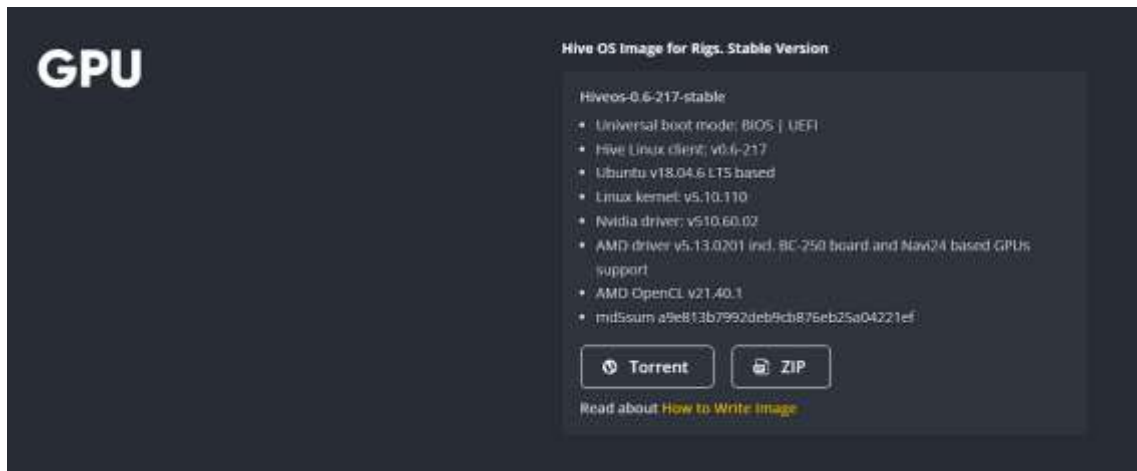 GPU
Hive OS Image for Rigs. Stable Version
Hiveos-0.6-217-stable
• Universal boot mode: BIOS | UEFI
• Hive Linux client: v0.6-217
• Ubuntu v18.04.6 LTS based
• Linux kernel: v5.10.110
• Nvidia driver: v510.60.02
• AMD driver v5.13.0201 incl. BC-250 board and Navi24 based GPUs
support
• AMD OpenCL v21.40.1
• md5sum a9e813b7992deb9cb876eb25a04221ef
Torrent
ZIP
Read about How to Write Image